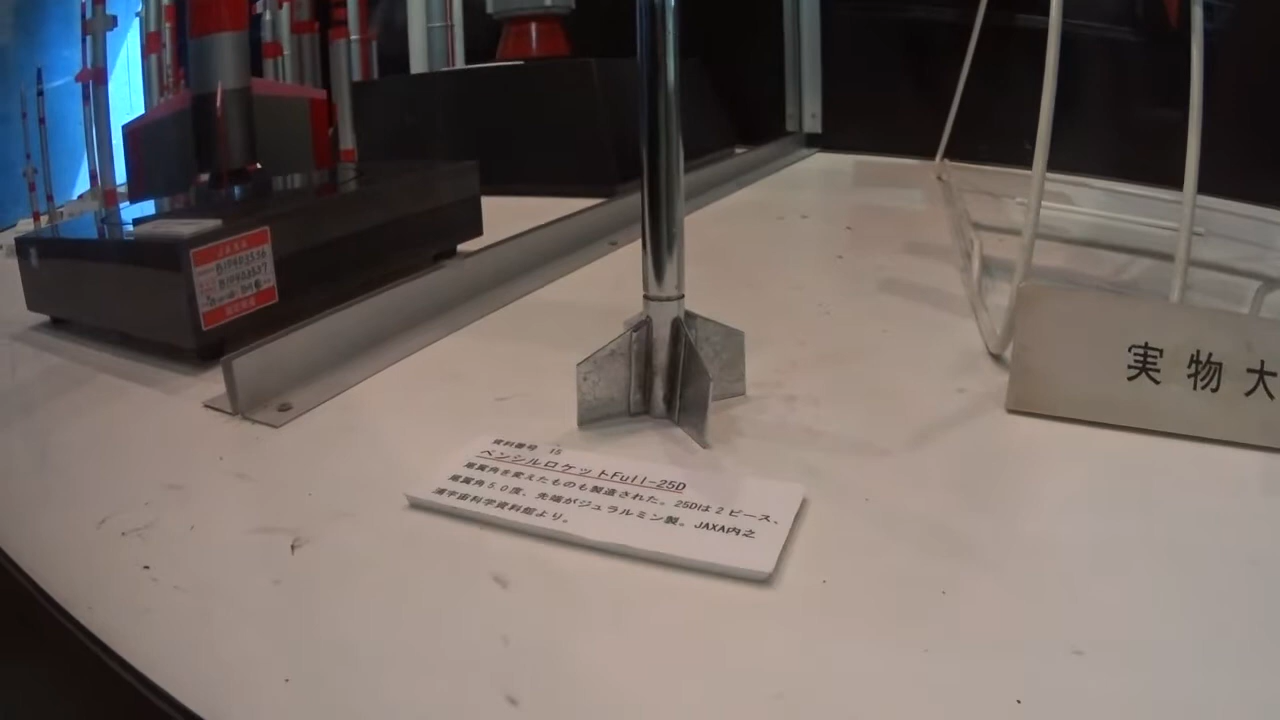 資料番号 15
ペンシルロケットFull-25D
尾翼角を変えたものも製造された。25Dは2ピース、
尾翼角5.0度、先端がジュラルミン製。JAXA内之
浦宇宙科学資料館より。
実物大